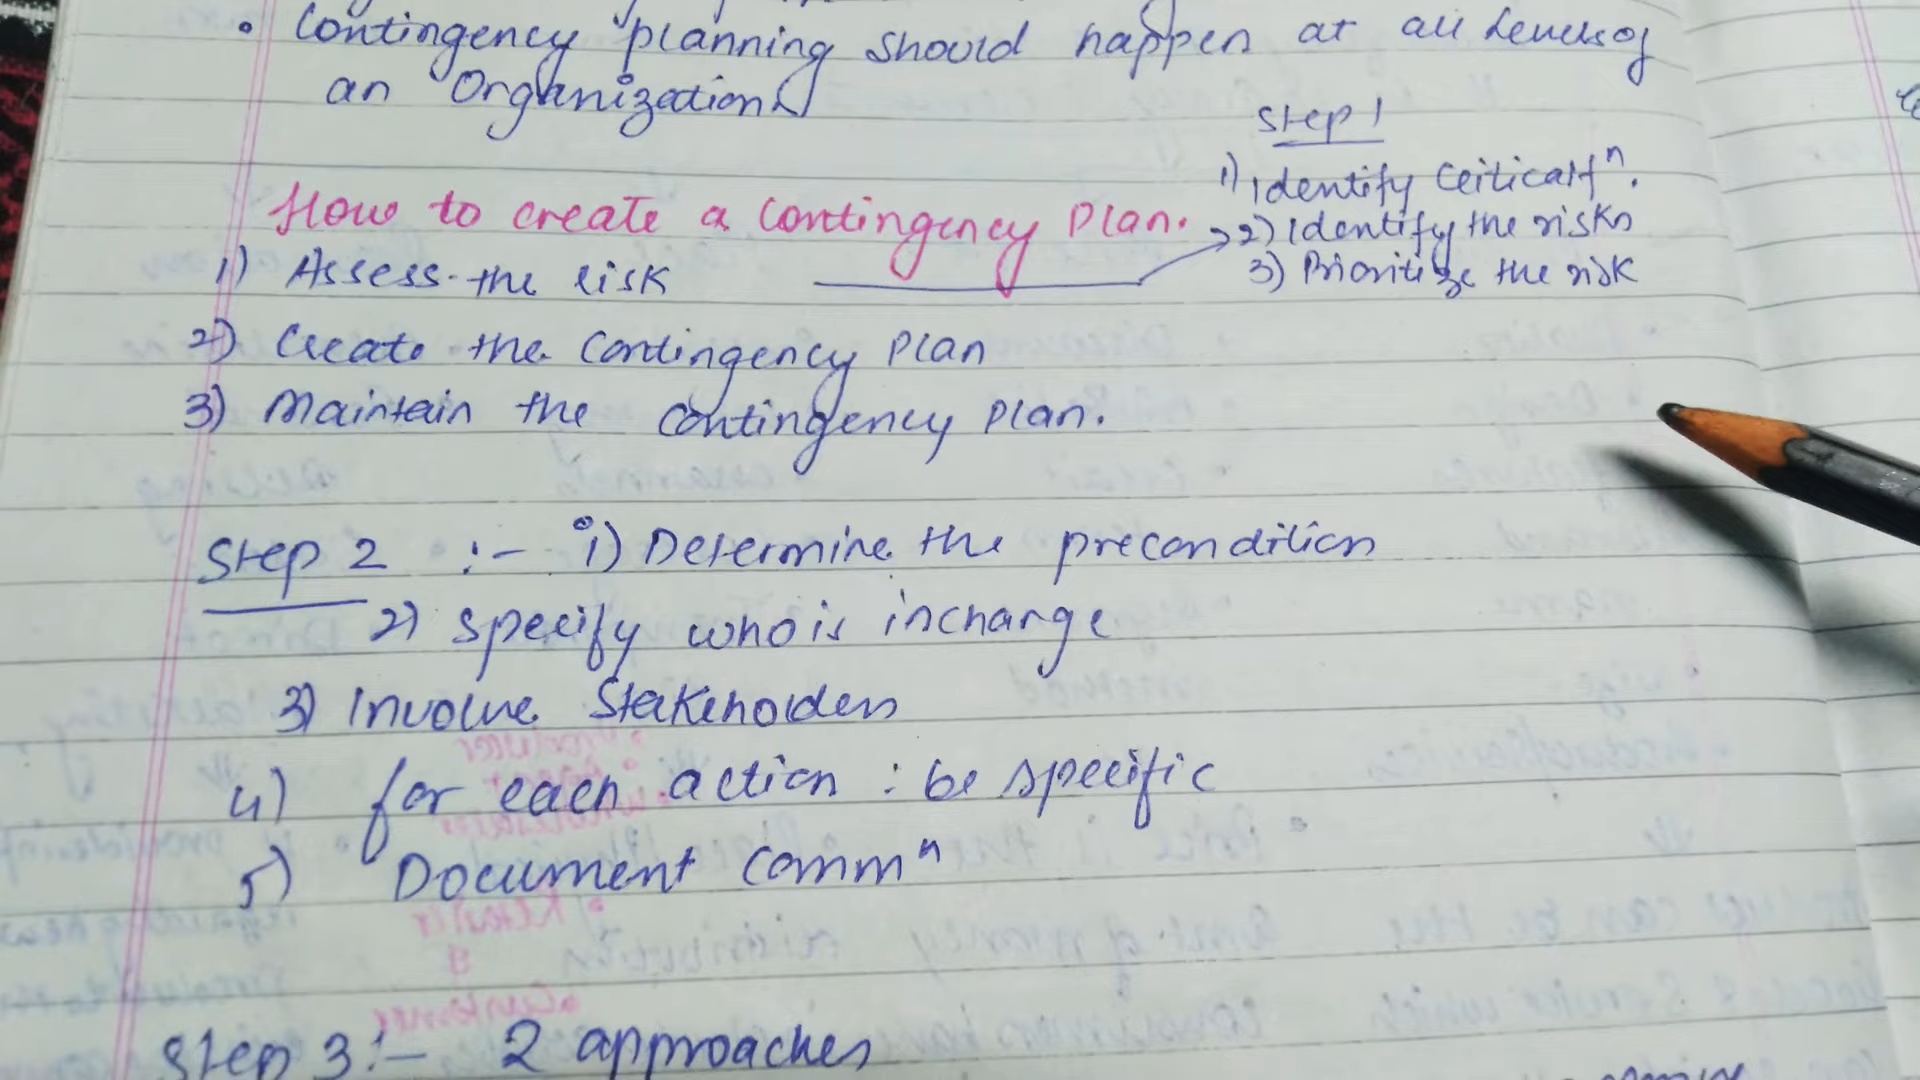 • Contingency planning should happen at all levels of
an Organization
How to create a Contingency Plan.
1) Assess the risk
Step 1
1) Identify Critical fⁿ.
2) Identify the risks
3) Prioritize the risk
2) Create the Contingency Plan
3) Maintain the Contingency Plan.
Step 2 :- i) Determine the precondition
2) Specify who is incharge
3) Involve Stakeholders
4) for each action : be specific
5) Document Commⁿ
Step 3 :- 2 approaches